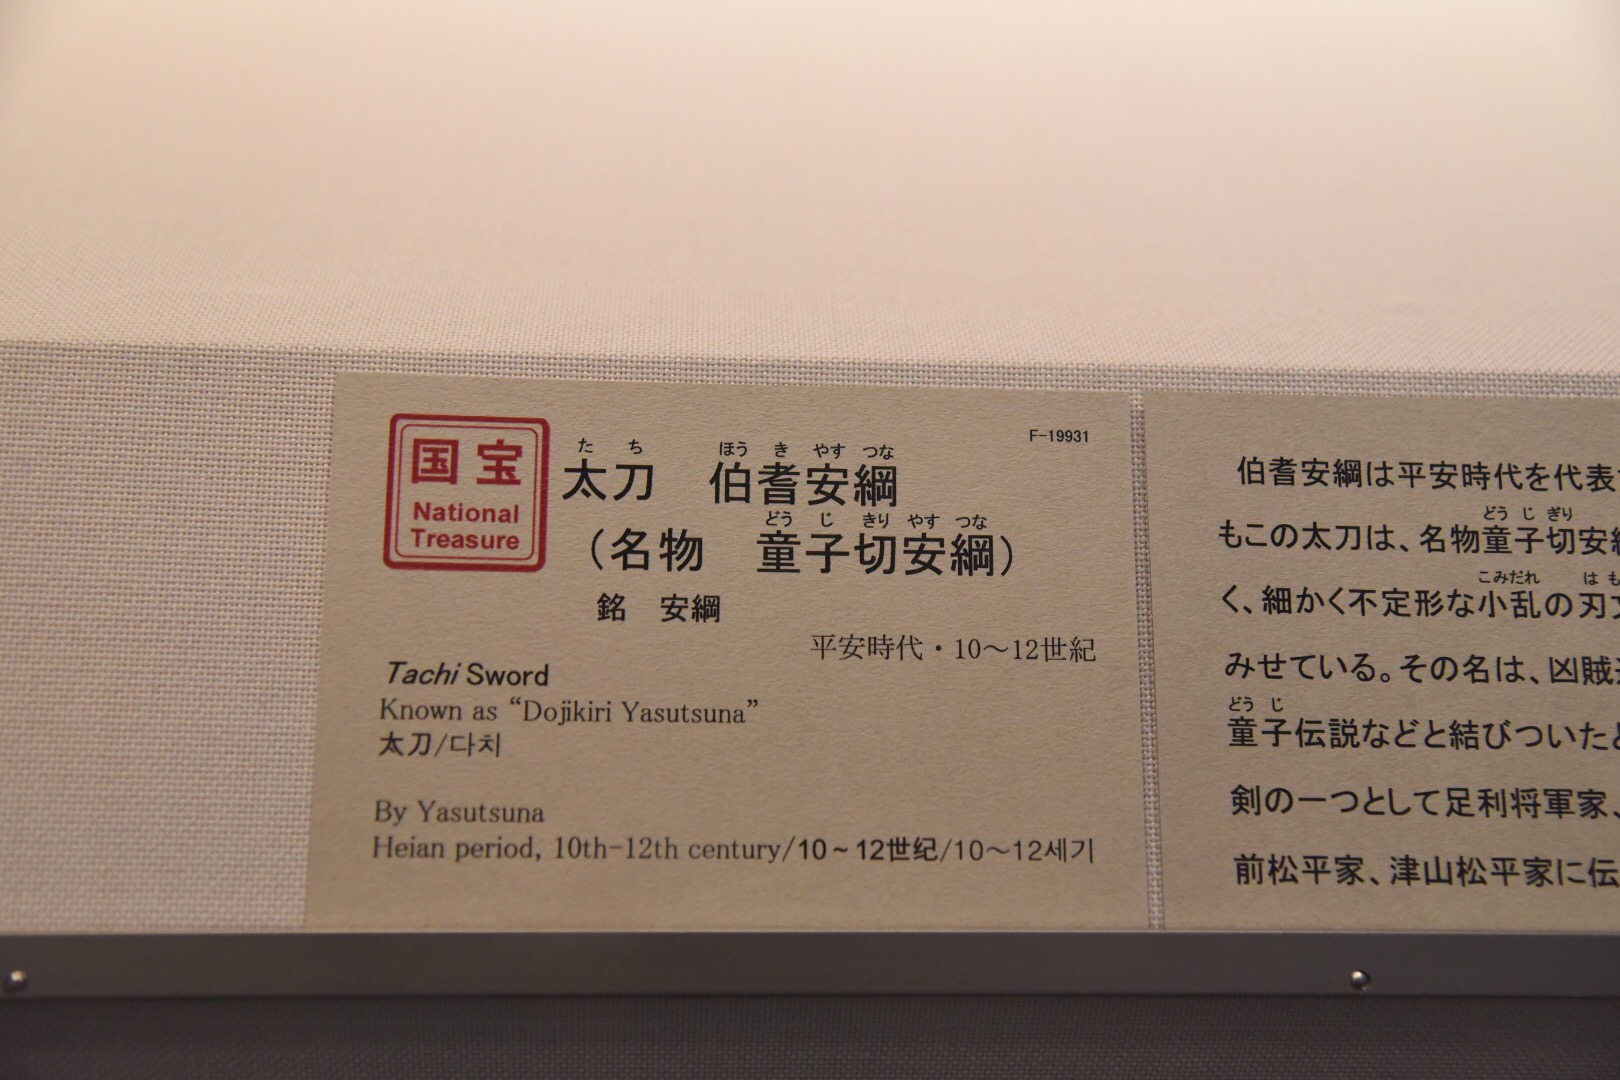 国宝
National
Treasure
たち ほうき やすつな
太刀 伯耆安綱
どうじ きり やす つな
(名物 童子切安綱)
銘 安綱
F-19931
平安時代・10～12世紀
Tachi Sword
Known as “Dojikiri Yasutsuna”
太刀/다치
By Yasutsuna
Heian period, 10th-12th century/10~12世纪/10～12세기
伯耆安綱は平安時代を代表
どうじ ぎり
もこの太刀は、名物童子切安
こみだれ は
く、細かく不定形な小乱の刃
みせている。その名は、凶賊
どうじ
童子伝説などと結びついた
剣の一つとして足利将軍家、
前松平家、津山松平家に伝